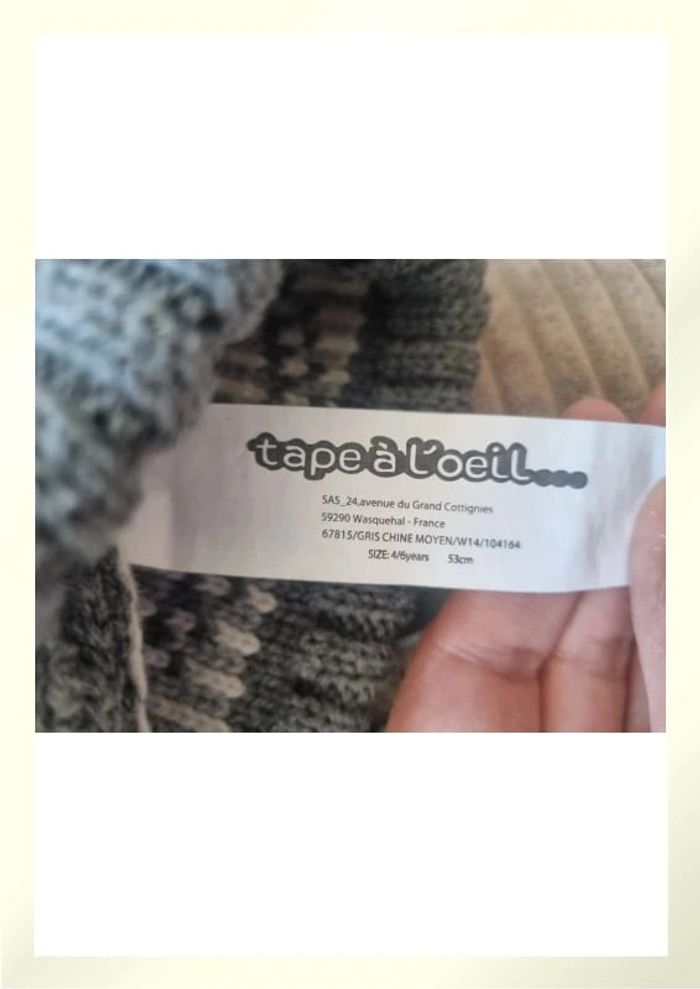 tape à l'oeil...
SAS_24,avenue du Grand Cottignies
59290 Wasquehal - France
67815/GRIS CHINE MOYEN/W14/104164
SIZE: 4/6years 53cm